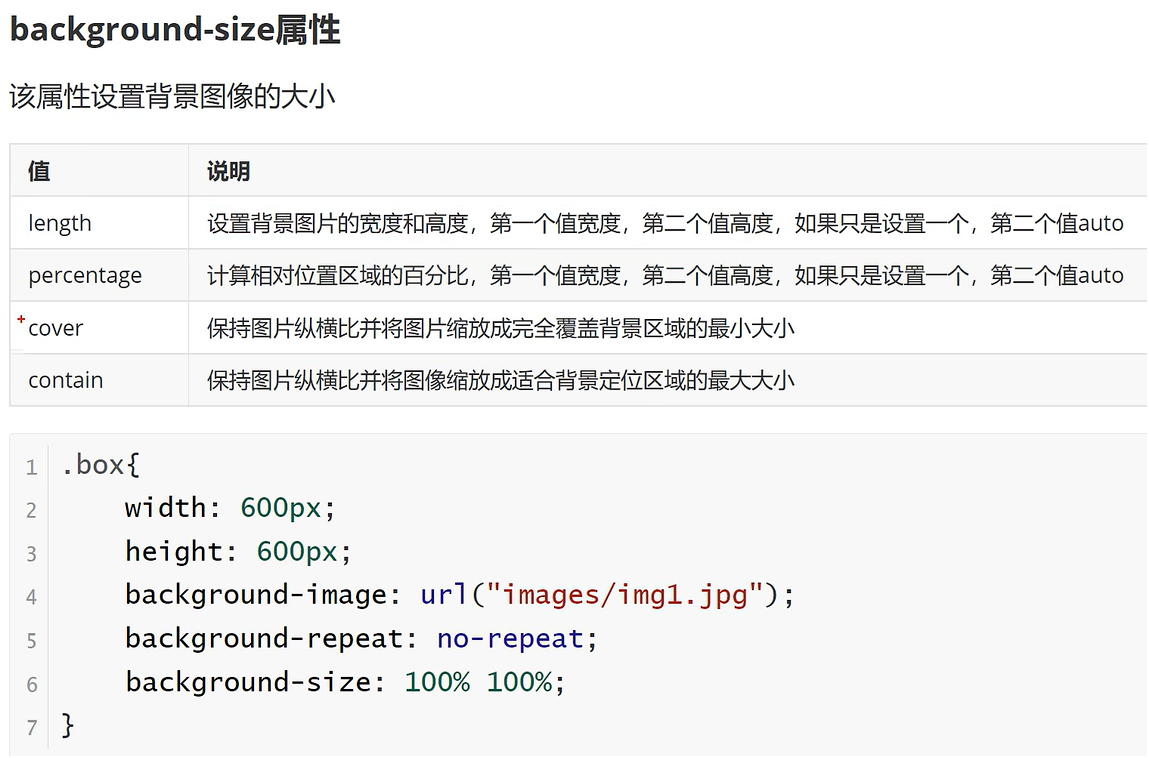 background-size属性
该属性设置背景图像的大小
值 说明
length 设置背景图片的宽度和高度，第一个值宽度，第二个值高度，如果只是设置一个，第二个值auto
percentage 计算相对位置区域的百分比，第一个值宽度，第二个值高度，如果只是设置一个，第二个值auto
cover 保持图片纵横比并将图片缩放成完全覆盖背景区域的最小大小
contain 保持图片纵横比并将图像缩放成适合背景定位区域的最大大小
1 .box{
2 width: 600px;
3 height: 600px;
4 background-image: url("images/img1.jpg");
5 background-repeat: no-repeat;
6 background-size: 100% 100%;
7 }